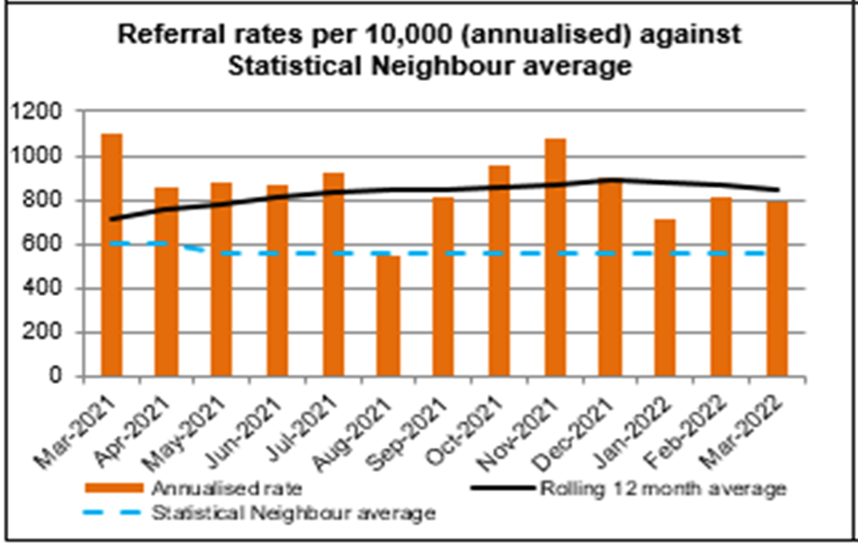 Referral rates per 10,000 (annualised) against
Statistical Neighbour average
1200
1000
800
600
400
200
0
Mar-2021
Apr-2021
May-2021
Jun-2021
Jul-2021
Aug-2021
Sep-2021
Oct-2021
Nov-2021
Dec-2021
Jan-2022
Feb-2022
Mar-2022
Annualised rate
Rolling 12 month average
Statistical Neighbour average